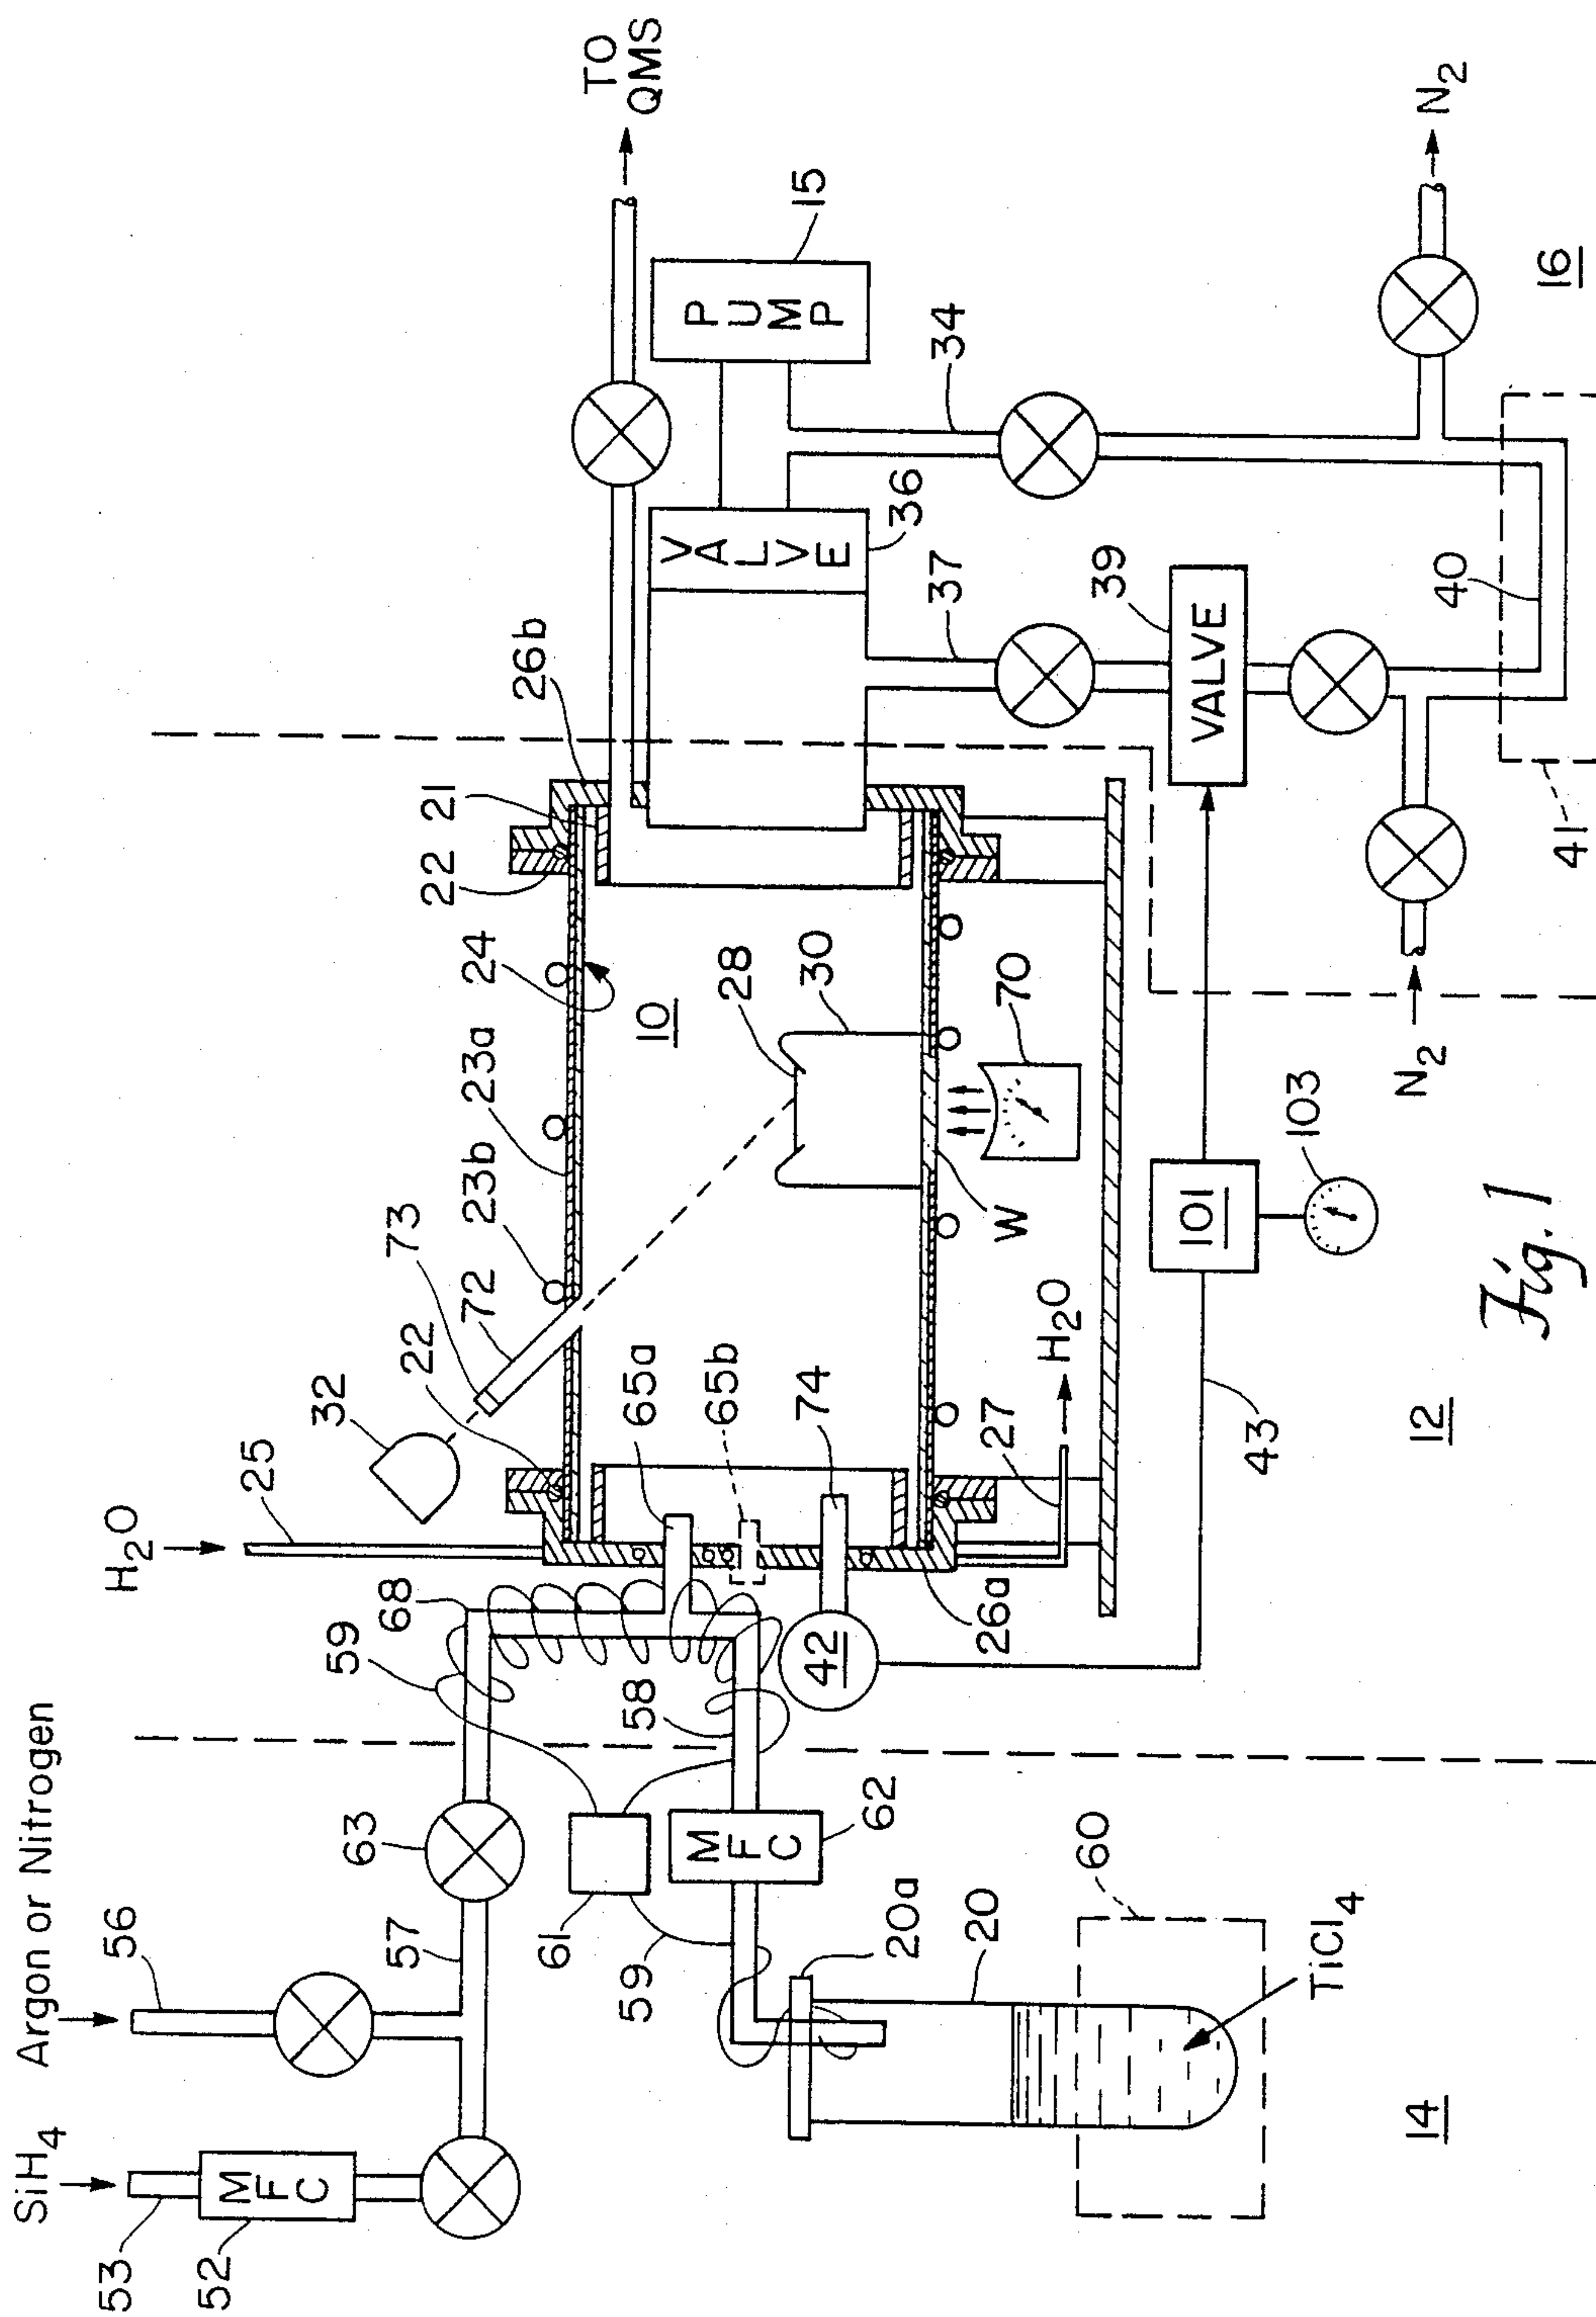 SiH4
Argon or Nitrogen
53
MFC
52
56
57
63
59
68
H2O
25
32
22
73
72
23b
23a
24
22
21
26b
TO QMS
61
58
MFC
62
59
65a
65b
74
42
10
28
30
VALVE
36
PUMP
15
20a
20
60
TiCl4
26a
27
H2O
W
70
37
34
43
101
103
VALVE
39
40
41
N2
N2
14
12
16
Fig. 1